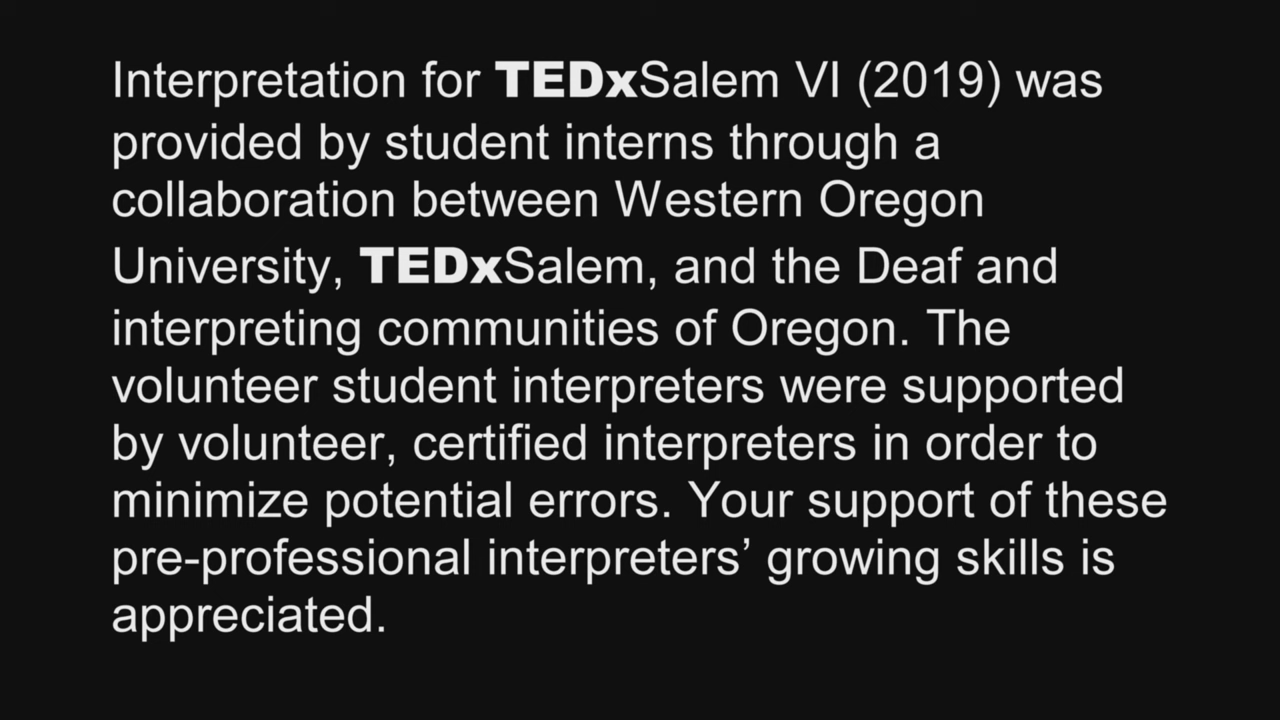 Interpretation for TEDxSalem VI (2019) was
provided by student interns through a
collaboration between Western Oregon
University, TEDxSalem, and the Deaf and
interpreting communities of Oregon. The
volunteer student interpreters were supported
by volunteer, certified interpreters in order to
minimize potential errors. Your support of these
pre-professional interpreters’ growing skills is
appreciated.